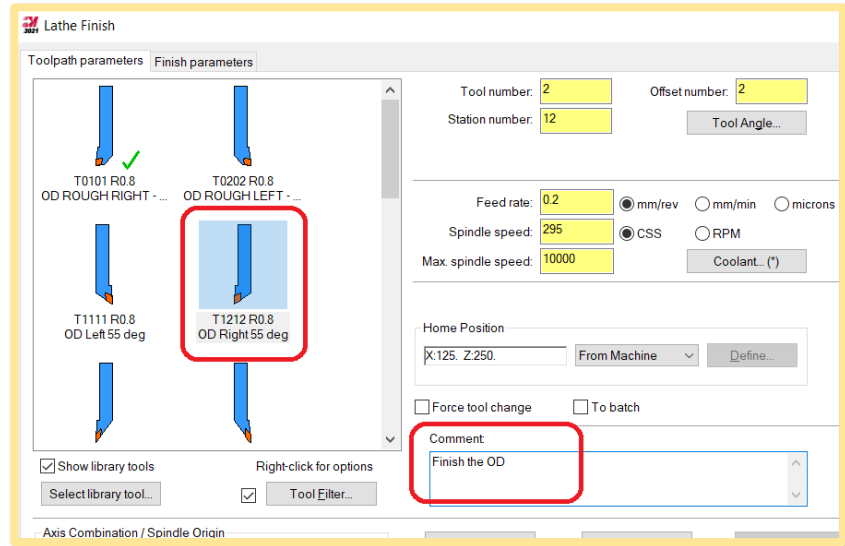 2021
Lathe Finish
Toolpath parameters
Finish parameters
T0101 R0.8
OD ROUGH RIGHT - ...
T0202 R0.8
OD ROUGH LEFT - ...
T1111 R0.8
OD Left 55 deg
T1212 R0.8
OD Right 55 deg
Show library tools
Right-click for options
Select library tool...
Tool Filter...
Axis Combination / Spindle Origin
Tool number: 2
Offset number: 2
Station number: 12
Tool Angle...
Feed rate: 0.2
mm/rev
mm/min
microns
Spindle speed: 295
CSS
RPM
Max. spindle speed: 10000
Coolant... (*)
Home Position
X:125. Z:250.
From Machine
Define...
Force tool change
To batch
Comment:
Finish the OD